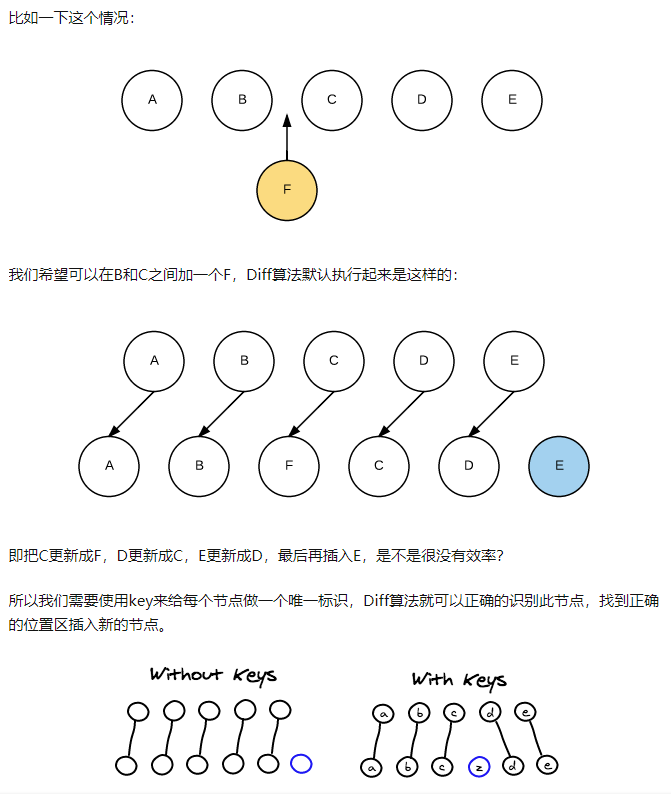 比如一下这个情况：
A B C D E
F
我们希望可以在B和C之间加一个F，Diff算法默认执行起来是这样的：
A B C D E
A B F C D E
即把C更新成F，D更新成C，E更新成D，最后再插入E，是不是很没有效率？
所以我们需要使用key来给每个节点做一个唯一标识，Diff算法就可以正确的识别此节点，找到正确
的位置区插入新的节点。
Without Keys
With Keys
a b c d e
a b c z d e